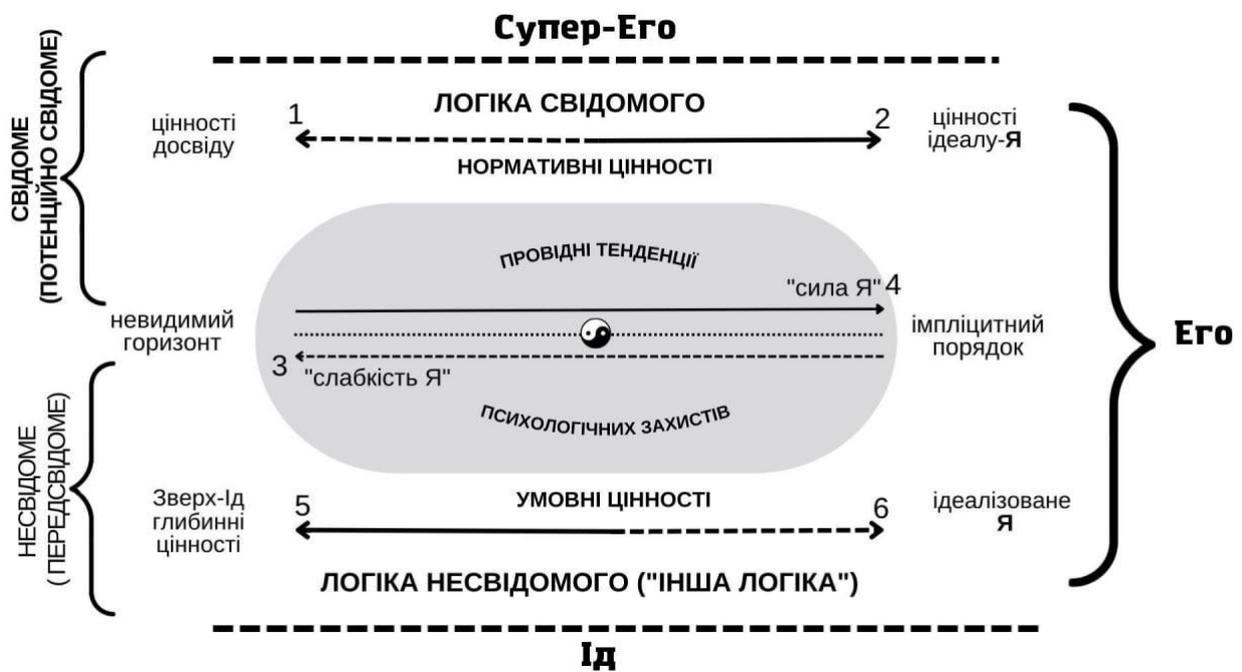 Супер-Его
СВІДОМЕ
(ПОТЕНЦІЙНО СВІДОМЕ)
ЛОГІКА СВІДОМОГО
цінності
досвіду
1
2
цінності
ідеалу-Я
НОРМАТИВНІ ЦІННОСТІ
ПРОВІДНІ ТЕНДЕНЦІЇ
"сила Я"
4
невидимий
горизонт
імпліцитний
порядок
Его
3
"слабкість Я"
ПСИХОЛОГІЧНИХ ЗАХИСТІВ
НЕСВІДОМЕ
( ПЕРЕДСВІДОМЕ)
Зверх-Ід
глибинні
цінності
5
УМОВНІ ЦІННОСТІ
6
ідеалізоване
Я
ЛОГІКА НЕСВІДОМОГО ("ІНША ЛОГІКА")
Ід